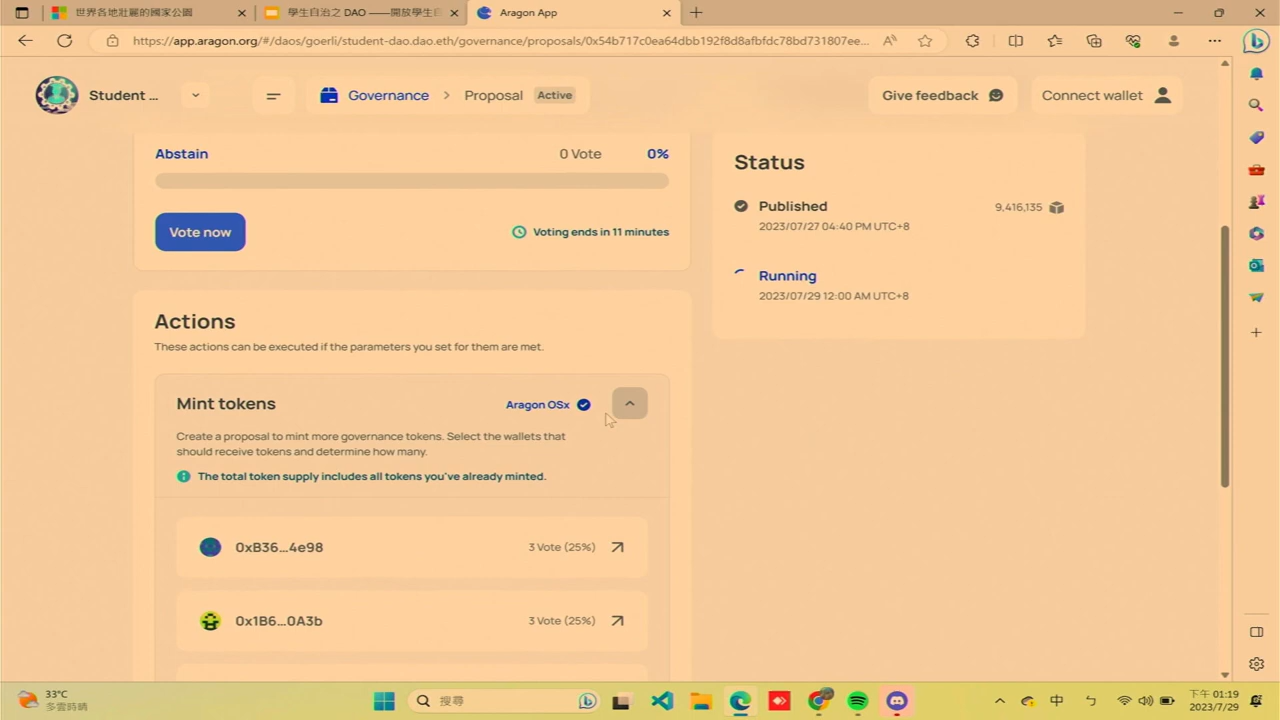 世界各地壯麗的國家公園
學生自治之 DAO ——開放學生自
Aragon App
https://app.aragon.org/#/daos/goerli/student-dao.dao.eth/governance/proposals/0x54b717c0ea64dbb192f8d8afbfdc78bd731807ee...
Student ...
Governance
Proposal
Active
Give feedback
Connect wallet
Abstain
0 Vote
0%
Vote now
Voting ends in 11 minutes
Status
Published
9,416,135
2023/07/27 04:40 PM UTC+8
Running
2023/07/29 12:00 AM UTC+8
Actions
These actions can be executed if the parameters you set for them are met.
Mint tokens
Aragon OSx
Create a proposal to mint more governance tokens. Select the wallets that
should receive tokens and determine how many.
The total token supply includes all tokens you've already minted.
0xB36...4e98
3 Vote (25%)
0x1B6...0A3b
3 Vote (25%)
33°C
多雲時晴
搜尋
中
ㄅ
下午 01:19
2023/7/29